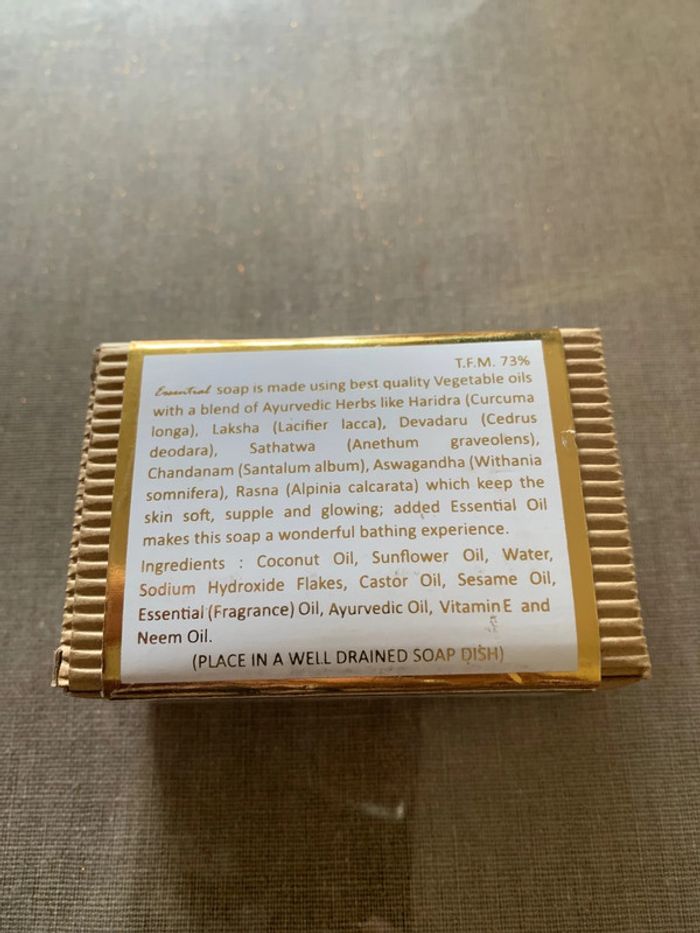 T.F.M. 73%
Essential soap is made using best quality Vegetable oils
with a blend of Ayurvedic Herbs like Haridra (Curcuma
longa), Laksha (Lacifier lacca), Devadaru (Cedrus
deodara), Sathatwa (Anethum graveolens),
Chandanam (Santalum album), Aswagandha (Withania
somnifera), Rasna (Alpinia calcarata) which keep the
skin soft, supple and glowing; added Essential Oil
makes this soap a wonderful bathing experience.
Ingredients : Coconut Oil, Sunflower Oil, Water,
Sodium Hydroxide Flakes, Castor Oil, Sesame Oil,
Essential (Fragrance) Oil, Ayurvedic Oil, Vitamin E and
Neem Oil.
(PLACE IN A WELL DRAINED SOAP DISH)